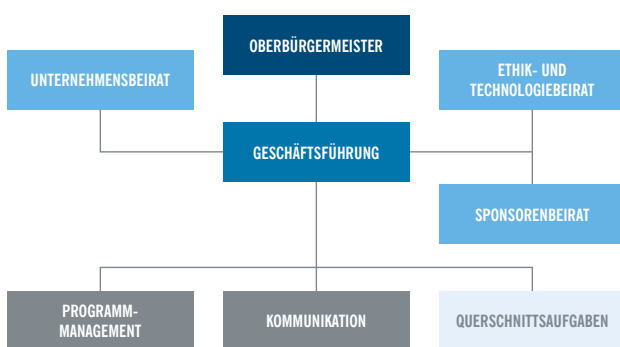 OBERBÜRGERMEISTER
UNTERNEHMENSBEIRAT
ETHIK- UND
TECHNOLOGIEBEIRAT
GESCHÄFTSFÜHRUNG
SPONSORENBEIRAT
PROGRAMM-
MANAGEMENT
KOMMUNIKATION
QUERSCHNITTSAUFGABEN